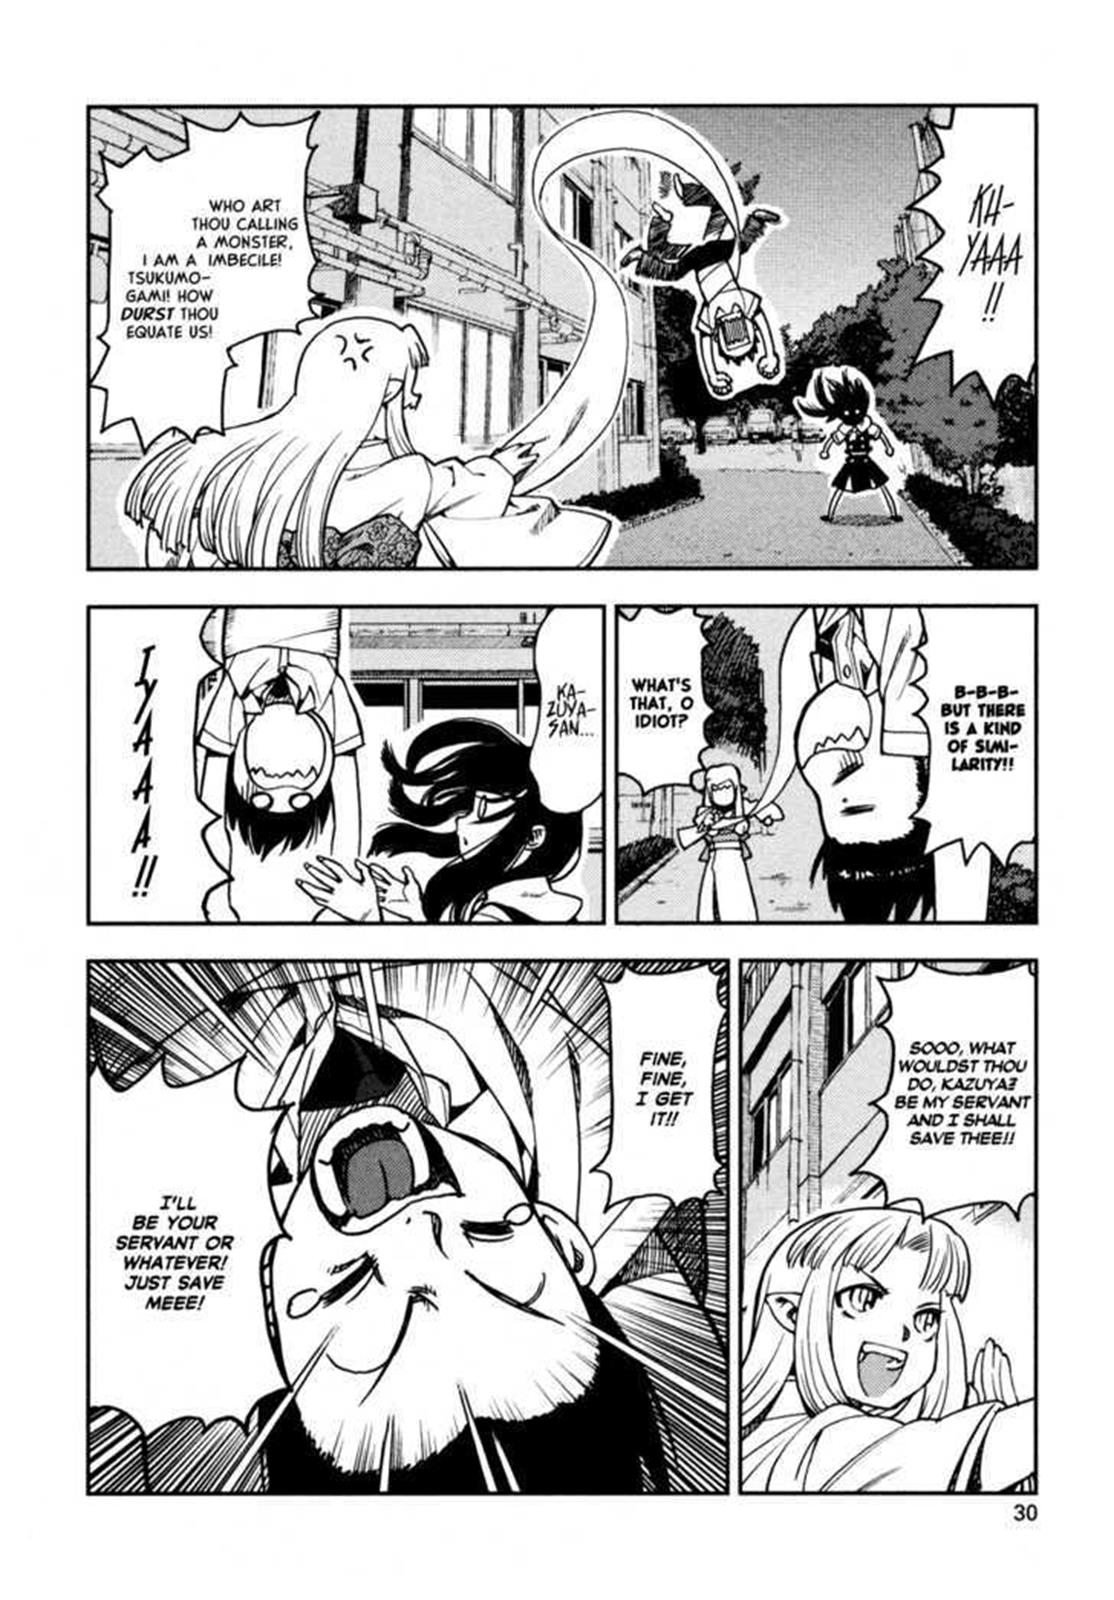 KH-
YAAA
!!
WHO ART
THOU CALLING
A MONSTER,
I AM A IMBECILE!
TSUKUMO-
GAMI! HOW
DURST THOU
EQUATE US!
B-B-B-
BUT THERE
IS A KIND
OF SIMI-
LARITY!!
WHAT'S
THAT, O
IDIOT?
KA-
ZUYA-
SAN...
IYAAAA!!
SOOO, WHAT
WOULDST THOU
DO, KAZUYA?
BE MY SERVANT
AND I SHALL
SAVE THEE!!
FINE,
FINE,
I GET
IT!!
I'LL
BE YOUR
SERVANT OR
WHATEVER!
JUST SAVE
MEEE!
30